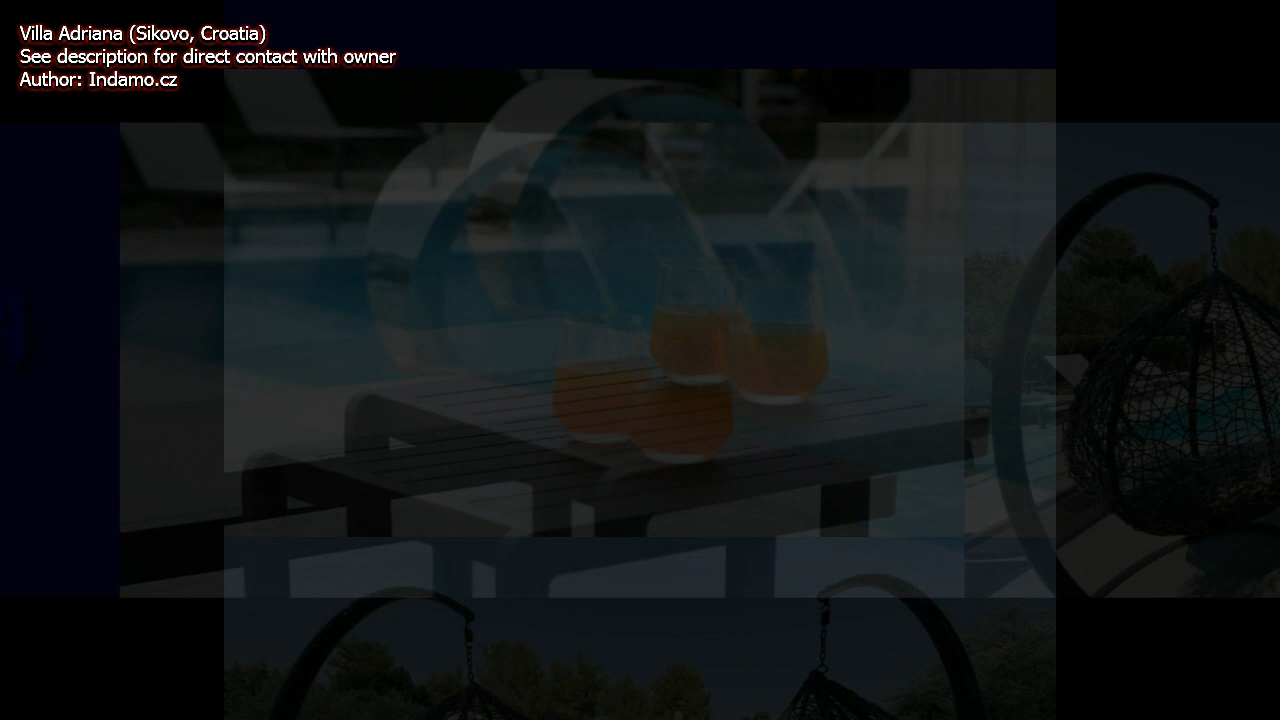 Villa Adriana (Sikovo, Croatia)
See description for direct contact with owner
Author: Indamo.cz